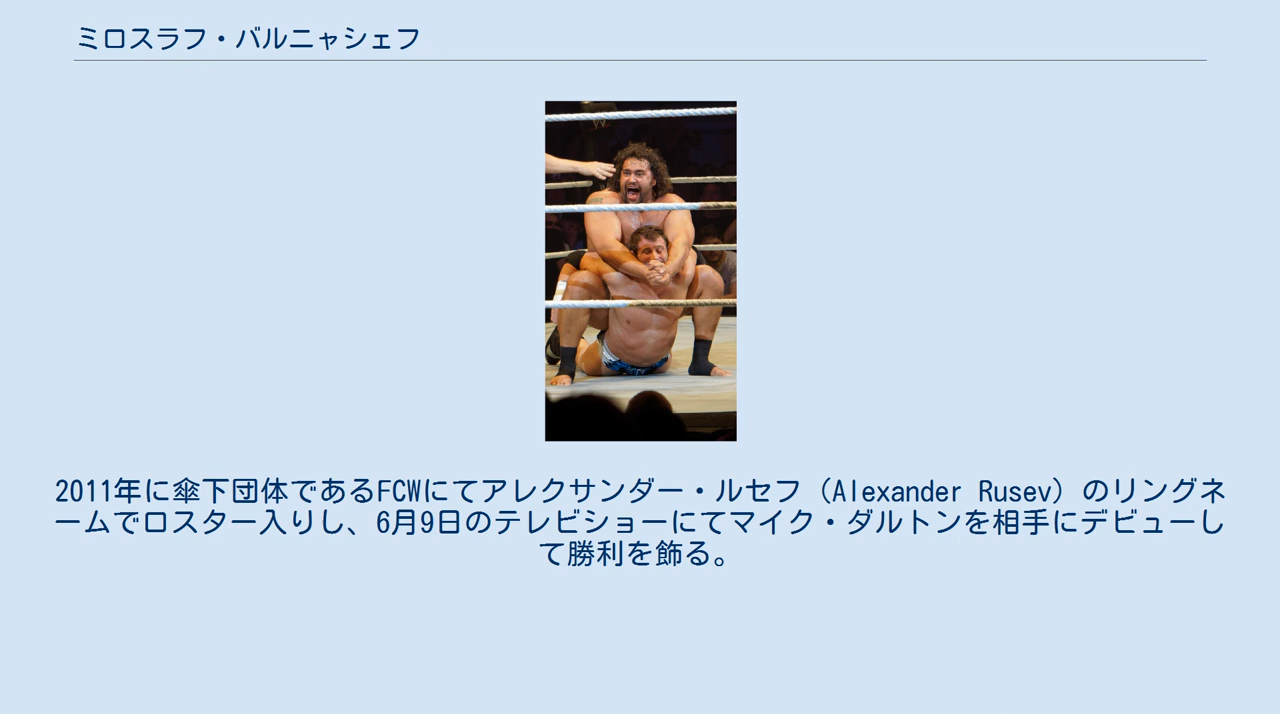 ミロスラフ・バルニャシェフ
2011年に傘下団体であるFCWにてアレクサンダー・ルセフ（Alexander Rusev）のリングネ
ームでロスター入りし、6月9日のテレビショーにてマイク・ダルトンを相手にデビューし
て勝利を飾る。